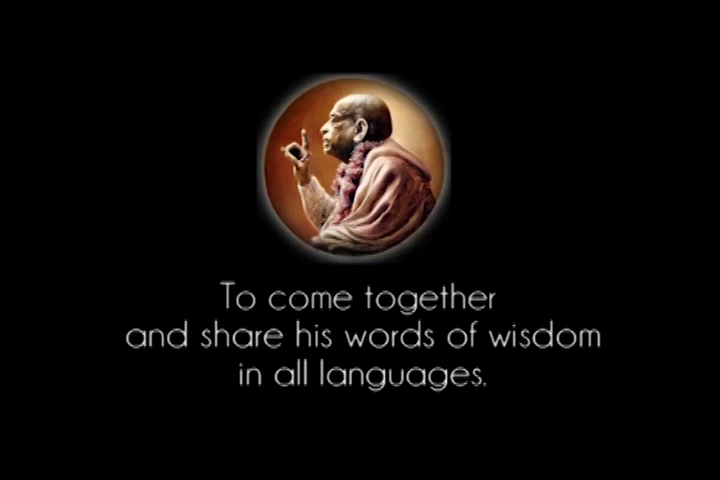 To come together
and share his words of wisdom
in all languages.